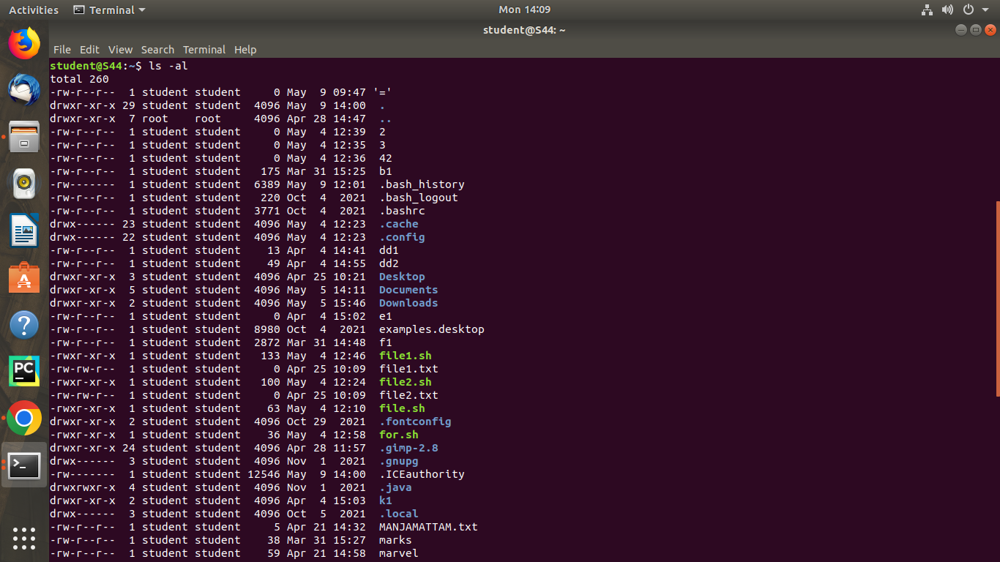 Activities Terminal Mon 14:09
student@S44: ~
File Edit View Search Terminal Help
student@S44:~$ ls -al
total 260
-rw-r--r--  1 student student     0 May  9 09:47 '='
drwxr-xr-x 29 student student  4096 May  9 14:00  .
drwxr-xr-x  7 root    root     4096 Apr 28 14:47  ..
-rw-r--r--  1 student student     0 May  4 12:39  2
-rw-r--r--  1 student student     0 May  4 12:35  3
-rw-r--r--  1 student student     0 May  4 12:36  42
-rw-r--r--  1 student student   175 Mar 31 15:25  b1
-rw-------  1 student student  6389 May  9 12:01  .bash_history
-rw-r--r--  1 student student   220 Oct  4  2021  .bash_logout
-rw-r--r--  1 student student  3771 Oct  4  2021  .bashrc
drwx------ 23 student student  4096 May  4 12:23  .cache
drwx------ 22 student student  4096 May  4 12:23  .config
-rw-r--r--  1 student student    13 Apr  4 14:41  dd1
-rw-r--r--  1 student student    49 Apr  4 14:55  dd2
drwxr-xr-x  3 student student  4096 Apr 25 10:21  Desktop
drwxr-xr-x  5 student student  4096 May  5 14:11  Documents
drwxr-xr-x  2 student student  4096 May  5 15:46  Downloads
-rw-r--r--  1 student student     0 Apr  4 15:02  e1
-rw-r--r--  1 student student  8980 Oct  4  2021  examples.desktop
-rw-r--r--  1 student student  2872 Mar 31 14:48  f1
-rwxr-xr-x  1 student student   133 May  4 12:46  file1.sh
-rw-rw-r--  1 student student     0 Apr 25 10:09  file1.txt
-rwxr-xr-x  1 student student   100 May  4 12:24  file2.sh
-rw-rw-r--  1 student student     0 Apr 25 10:09  file2.txt
-rwxr-xr-x  1 student student    63 May  4 12:10  file.sh
drwxr-xr-x  2 student student  4096 Oct 29  2021  .fontconfig
-rwxr-xr-x  1 student student    36 May  4 12:58  for.sh
drwxr-xr-x 24 student student  4096 Apr 28 11:57  .gimp-2.8
drwx------  3 student student  4096 Nov  1  2021  .gnupg
-rw-------  1 student student 12546 May  9 14:00  .ICEauthority
drwxrwxr-x  4 student student  4096 Nov  1  2021  .java
drwxr-xr-x  2 student student  4096 Apr  4 15:03  k1
drwx------  3 student student  4096 Oct  5  2021  .local
-rw-r--r--  1 student student     5 Apr 21 14:32  MANJAMATTAM.txt
-rw-r--r--  1 student student    38 Mar 31 15:27  marks
-rw-r--r--  1 student student    59 Apr 21 14:58  marvel
PC